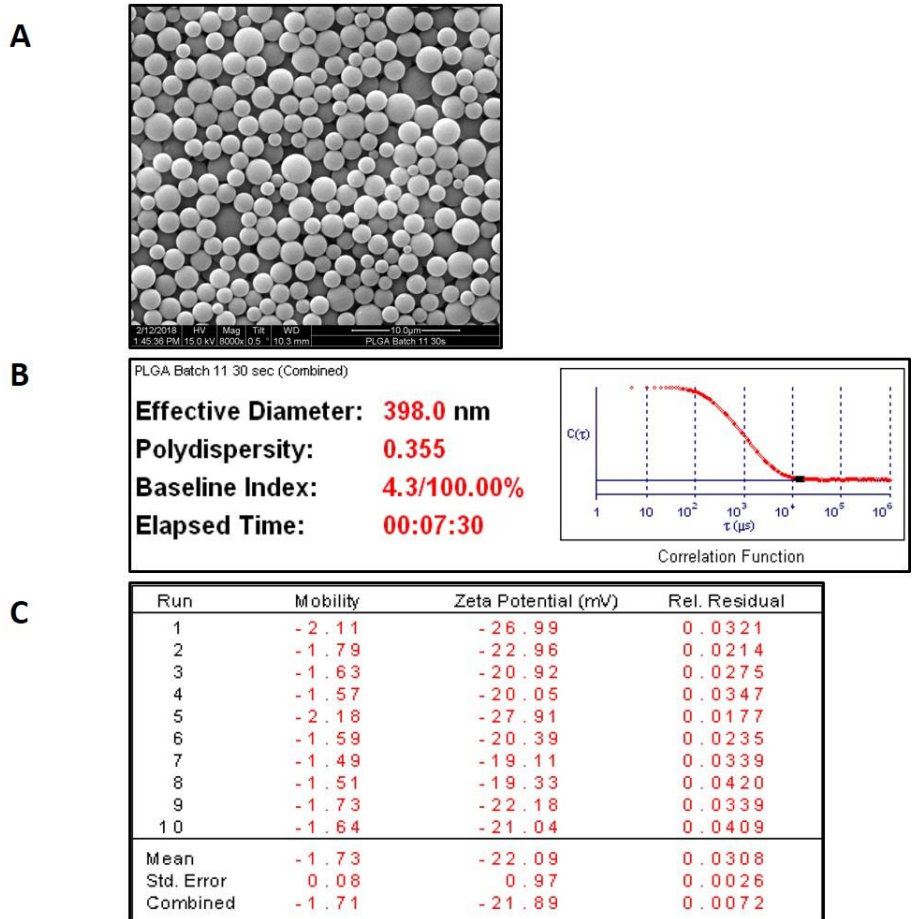 A
2/12/2018 HV Mag Tilt WD 10.0µm
1:45:36 PM 15.0 kV 8000x 0.5 ° 10.3 mm PLGA Batch 11 30s
B
PLGA Batch 11 30 sec (Combined)
Effective Diameter: 398.0 nm
Polydispersity: 0.355
Baseline Index: 4.3/100.00%
Elapsed Time: 00:07:30
C(τ)
1 10 10² 10³ 10⁴ 10⁵ 10⁶
τ (µs)
Correlation Function
C
Run Mobility Zeta Potential (mV) Rel. Residual
1 -2.11 -26.99 0.0321
2 -1.79 -22.96 0.0214
3 -1.63 -20.92 0.0275
4 -1.57 -20.05 0.0347
5 -2.18 -27.91 0.0177
6 -1.59 -20.39 0.0235
7 -1.49 -19.11 0.0339
8 -1.51 -19.33 0.0420
9 -1.73 -22.18 0.0339
10 -1.64 -21.04 0.0409
Mean -1.73 -22.09 0.0308
Std. Error 0.08 0.97 0.0026
Combined -1.71 -21.89 0.0072